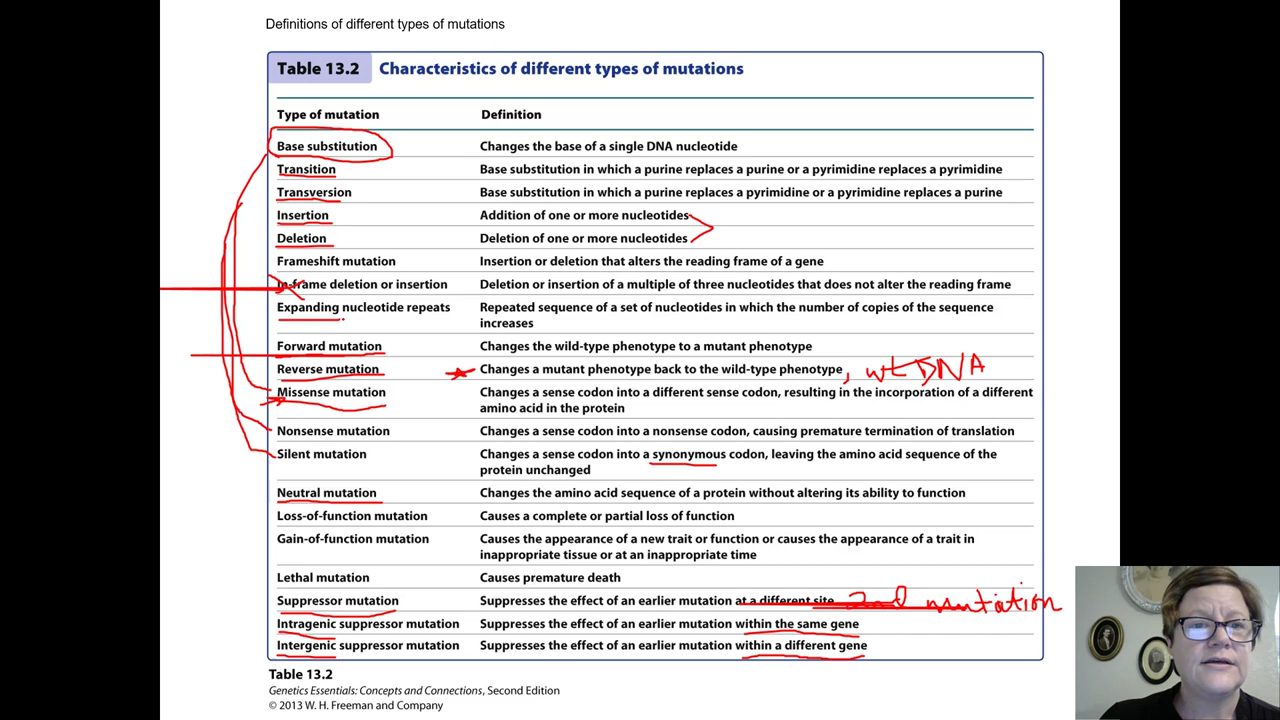 Definitions of different types of mutations
Table 13.2 Characteristics of different types of mutations
Type of mutation Definition
Base substitution Changes the base of a single DNA nucleotide
Transition Base substitution in which a purine replaces a purine or a pyrimidine replaces a pyrimidine
Transversion Base substitution in which a purine replaces a pyrimidine or a pyrimidine replaces a purine
Insertion Addition of one or more nucleotides
Deletion Deletion of one or more nucleotides
Frameshift mutation Insertion or deletion that alters the reading frame of a gene
In-frame deletion or insertion Deletion or insertion of a multiple of three nucleotides that does not alter the reading frame
Expanding nucleotide repeats Repeated sequence of a set of nucleotides in which the number of copies of the sequence
increases
Forward mutation Changes the wild-type phenotype to a mutant phenotype
Reverse mutation Changes a mutant phenotype back to the wild-type phenotype, wt DNA
Missense mutation Changes a sense codon into a different sense codon, resulting in the incorporation of a different
amino acid in the protein
Nonsense mutation Changes a sense codon into a nonsense codon, causing premature termination of translation
Silent mutation Changes a sense codon into a synonymous codon, leaving the amino acid sequence of the
protein unchanged
Neutral mutation Changes the amino acid sequence of a protein without altering its ability to function
Loss-of-function mutation Causes a complete or partial loss of function
Gain-of-function mutation Causes the appearance of a new trait or function or causes the appearance of a trait in
inappropriate tissue or at an inappropriate time
Lethal mutation Causes premature death
Suppressor mutation Suppresses the effect of an earlier mutation at a different site 2nd mutation
Intragenic suppressor mutation Suppresses the effect of an earlier mutation within the same gene
Intergenic suppressor mutation Suppresses the effect of an earlier mutation within a different gene
Table 13.2
Genetics Essentials: Concepts and Connections, Second Edition
© 2013 W. H. Freeman and Company